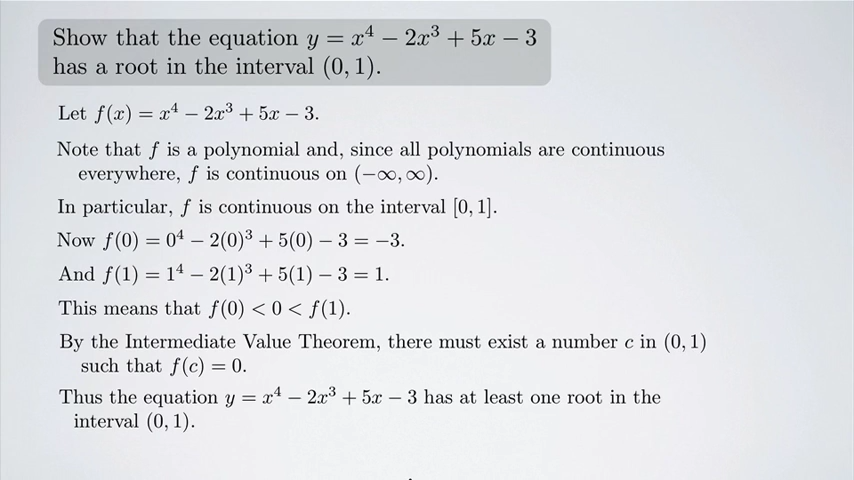 Show that the equation y = x⁴ − 2x³ + 5x − 3
has a root in the interval (0, 1).
Let f(x) = x⁴ − 2x³ + 5x − 3.
Note that f is a polynomial and, since all polynomials are continuous
everywhere, f is continuous on (−∞, ∞).
In particular, f is continuous on the interval [0, 1].
Now f(0) = 0⁴ − 2(0)³ + 5(0) − 3 = −3.
And f(1) = 1⁴ − 2(1)³ + 5(1) − 3 = 1.
This means that f(0) < 0 < f(1).
By the Intermediate Value Theorem, there must exist a number c in (0, 1)
such that f(c) = 0.
Thus the equation y = x⁴ − 2x³ + 5x − 3 has at least one root in the
interval (0, 1).